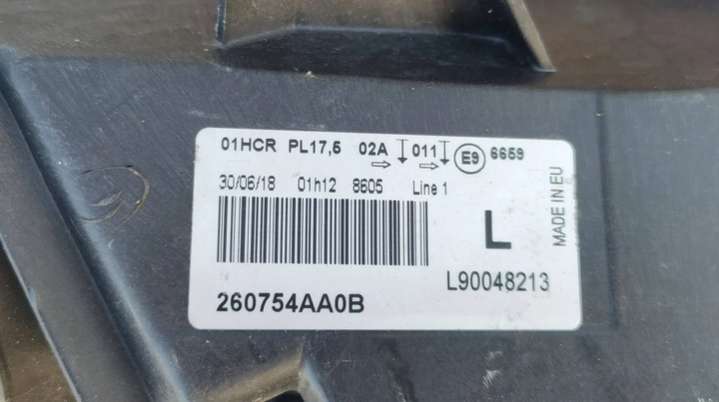 01HCR PL17,5 02A 011 E9 6659
30/06/18 01h12 8605 Line 1
L
MADE IN EU
L90048213
260754AA0B